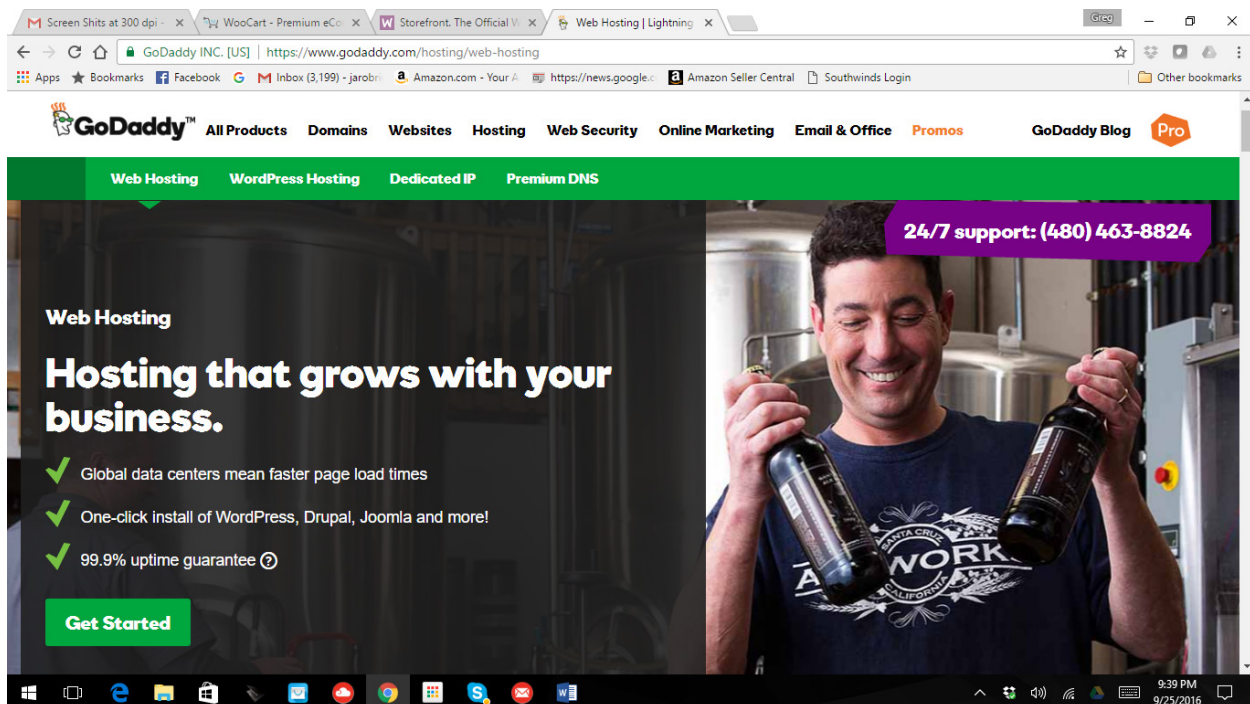 M Screen Shits at 300 dpi -
WooCart - Premium eCo
Storefront. The Official W
Web Hosting | Lightning
Greg
GoDaddy INC. [US] | https://www.godaddy.com/hosting/web-hosting
Apps Bookmarks Facebook G Inbox (3,199) - jarobri Amazon.com - Your A https://news.google.c Amazon Seller Central Southwinds Login Other bookmarks
GoDaddy™ All Products Domains Websites Hosting Web Security Online Marketing Email & Office Promos GoDaddy Blog Pro
Web Hosting WordPress Hosting Dedicated IP Premium DNS
24/7 support: (480) 463-8824
Web Hosting
Hosting that grows with your
business.
Global data centers mean faster page load times
One-click install of WordPress, Drupal, Joomla and more!
99.9% uptime guarantee ?
Get Started
SANTA CRUZ
WORK
CALIFORNIA
9:39 PM
9/25/2016